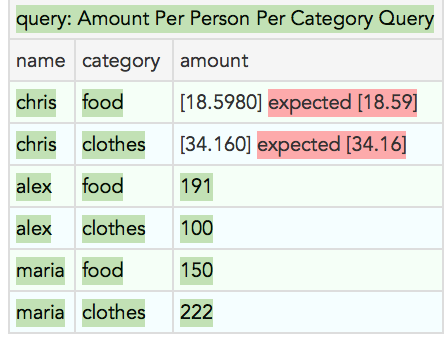 query: Amount Per Person Per Category Query
name category amount
chris food [18.5980] expected [18.59]
chris clothes [34.160] expected [34.16]
alex food 191
alex clothes 100
maria food 150
maria clothes 222